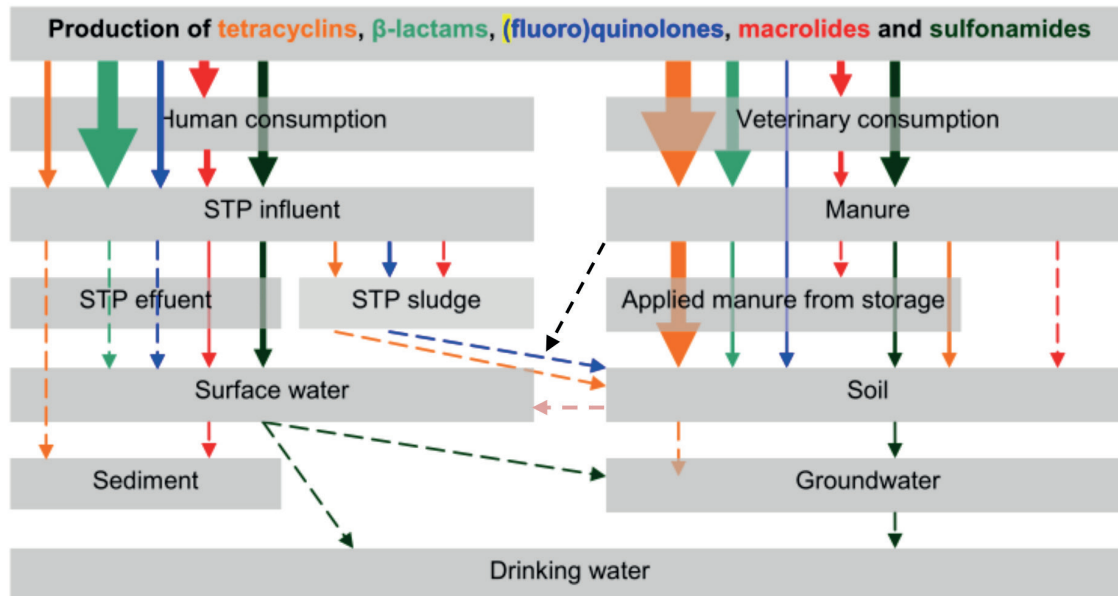 Production of tetracyclins, β-lactams, (fluoro)quinolones, macrolides and sulfonamides
Human consumption
Veterinary consumption
STP influent
Manure
STP effuent
STP sludge
Applied manure from storage
Surface water
Soil
Sediment
Groundwater
Drinking water